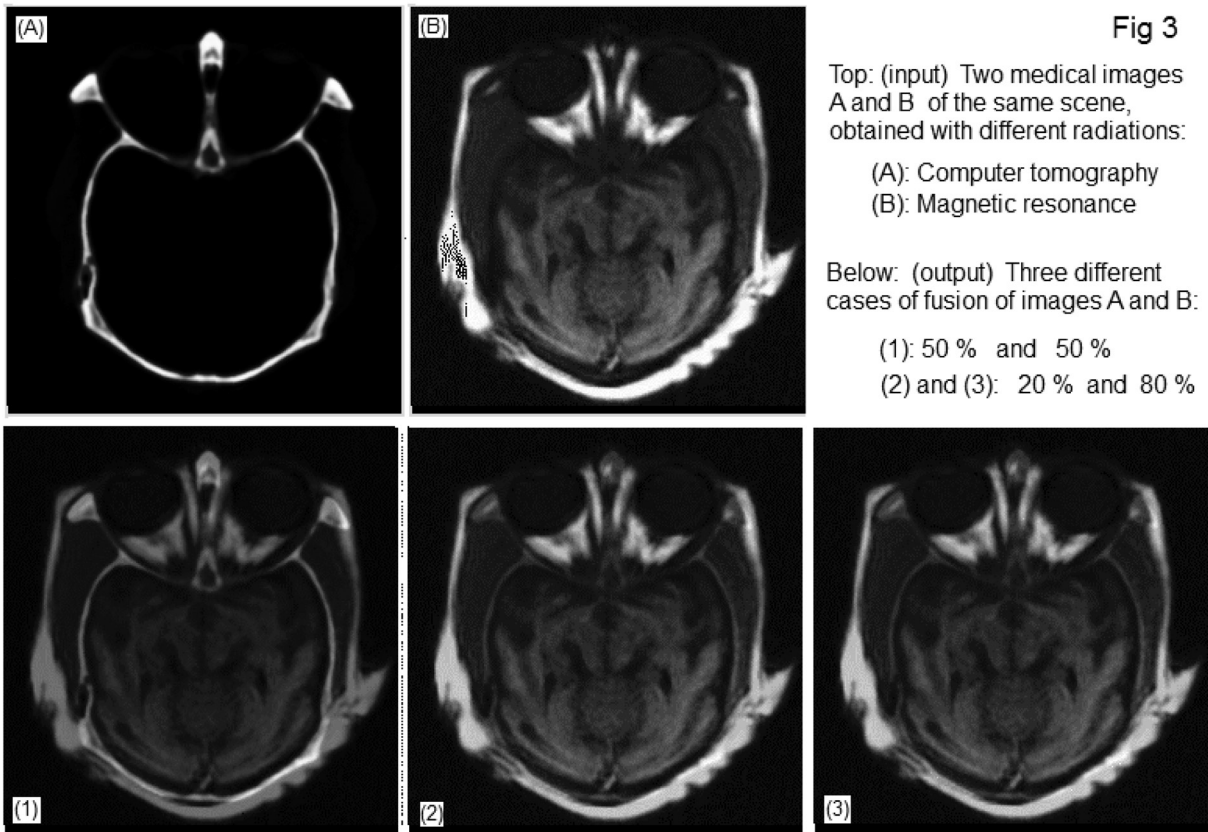 (A)
(B)
Fig 3
Top: (input) Two medical images
A and B of the same scene,
obtained with different radiations:
(A): Computer tomography
(B): Magnetic resonance
Below: (output) Three different
cases of fusion of images A and B:
(1): 50 % and 50 %
(2) and (3): 20 % and 80 %
(1)
(2)
(3)